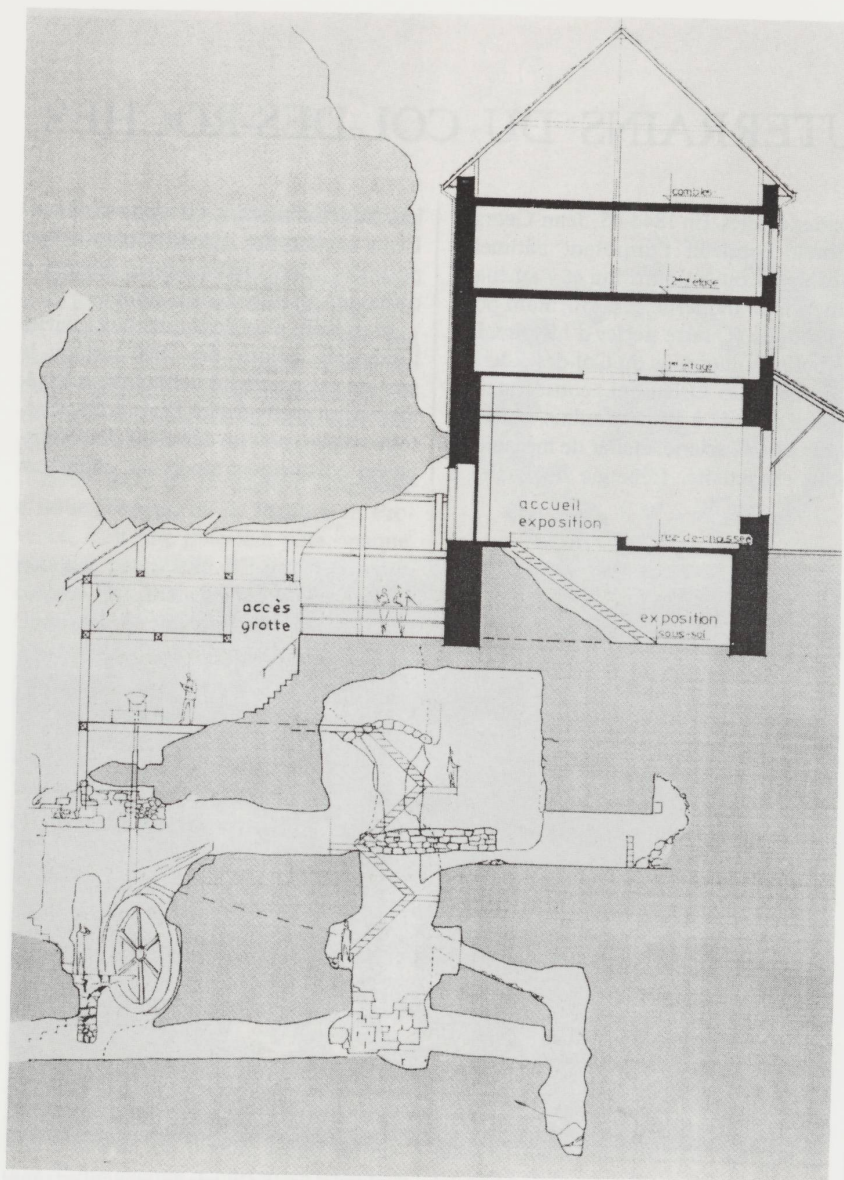 combles
2ème étage
1er étage
accueil
exposition
rez-de-chaussée
accès
grotte
exposition
sous-sol